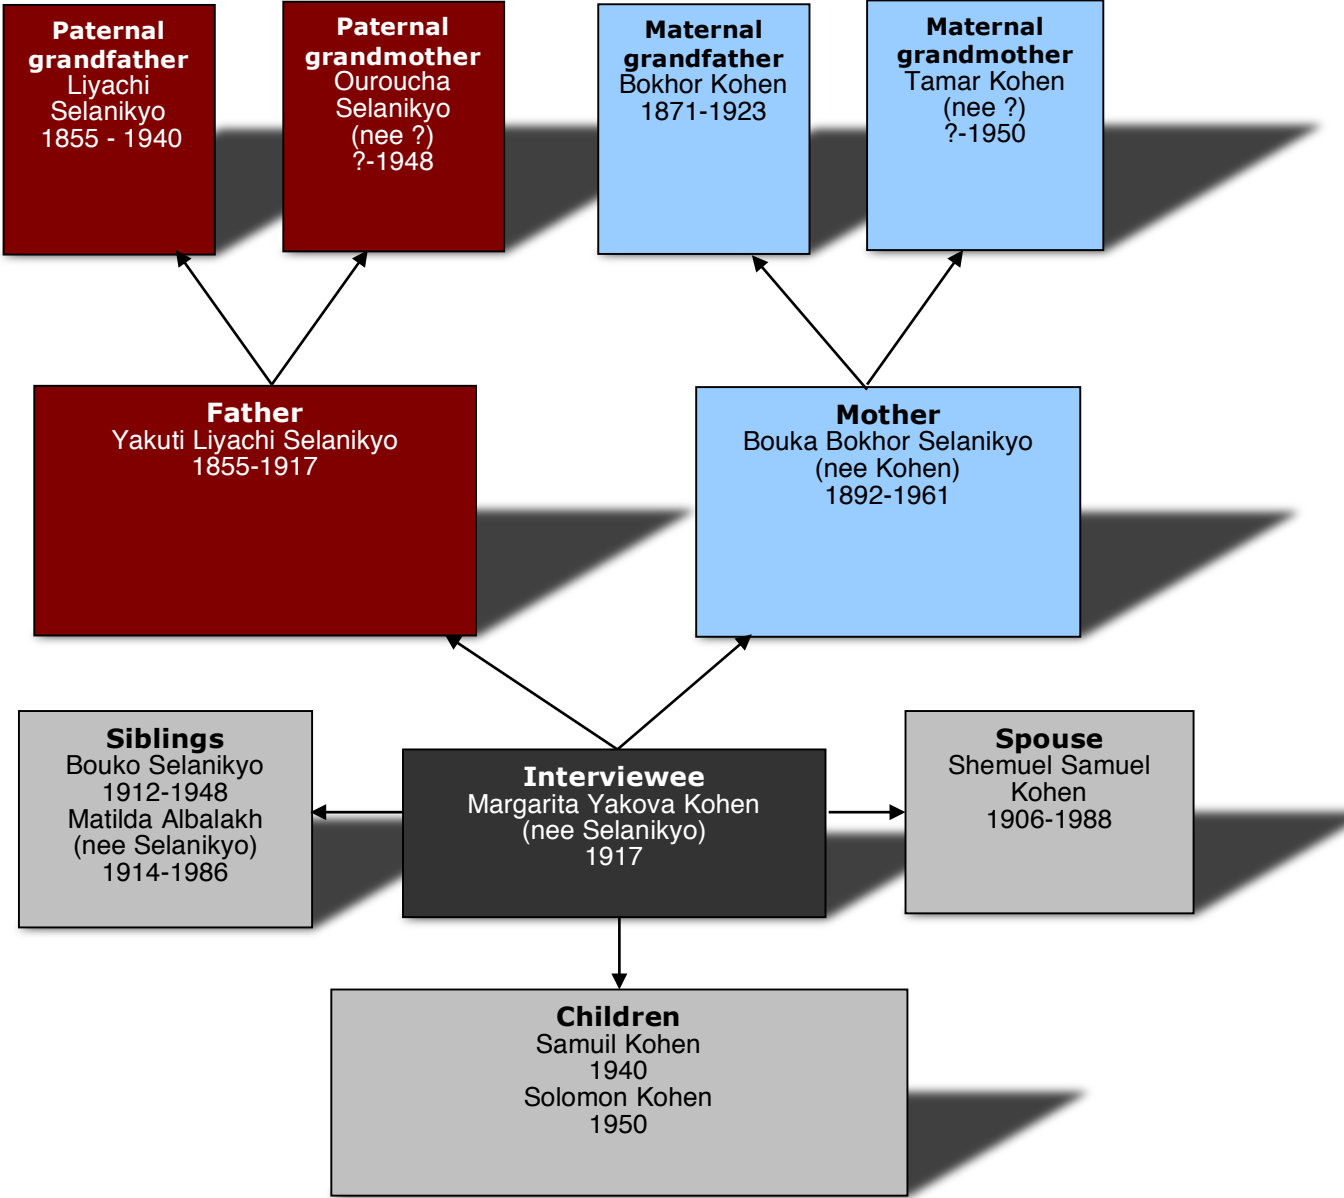 Paternal
grandfather
Liyachi
Selanikyo
1855 - 1940
Paternal
grandmother
Ouroucha
Selanikyo
(nee ?)
?-1948
Maternal
grandfather
Bokhor Kohen
1871-1923
Maternal
grandmother
Tamar Kohen
(nee ?)
?-1950
Father
Yakuti Liyachi Selanikyo
1855-1917
Mother
Bouka Bokhor Selanikyo
(nee Kohen)
1892-1961
Siblings
Bouko Selanikyo
1912-1948
Matilda Albalakh
(nee Selanikyo)
1914-1986
Interviewee
Margarita Yakova Kohen
(nee Selanikyo)
1917
Spouse
Shemuel Samuel
Kohen
1906-1988
Children
Samuil Kohen
1940
Solomon Kohen
1950